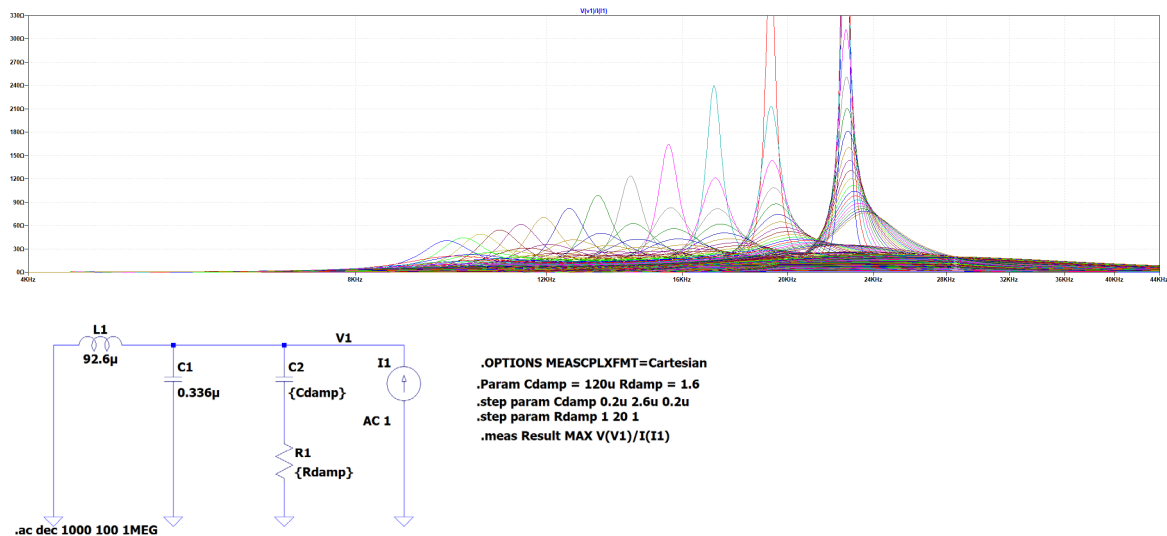 V(v1)/I(I1)
330Ω
300Ω
270Ω
240Ω
210Ω
180Ω
150Ω
120Ω
90Ω
60Ω
30Ω
0Ω
4KHz 8KHz 12KHz 16KHz 20KHz 24KHz 28KHz 32KHz 36KHz 40KHz 44KHz
L1
92.6µ
C1
0.336µ
C2
{Cdamp}
R1
{Rdamp}
V1
I1
AC 1
.OPTIONS MEASCPLXFMT=Cartesian
.Param Cdamp = 120u Rdamp = 1.6
.step param Cdamp 0.2u 2.6u 0.2u
.step param Rdamp 1 20 1
.meas Result MAX V(V1)/I(I1)
.ac dec 1000 100 1MEG